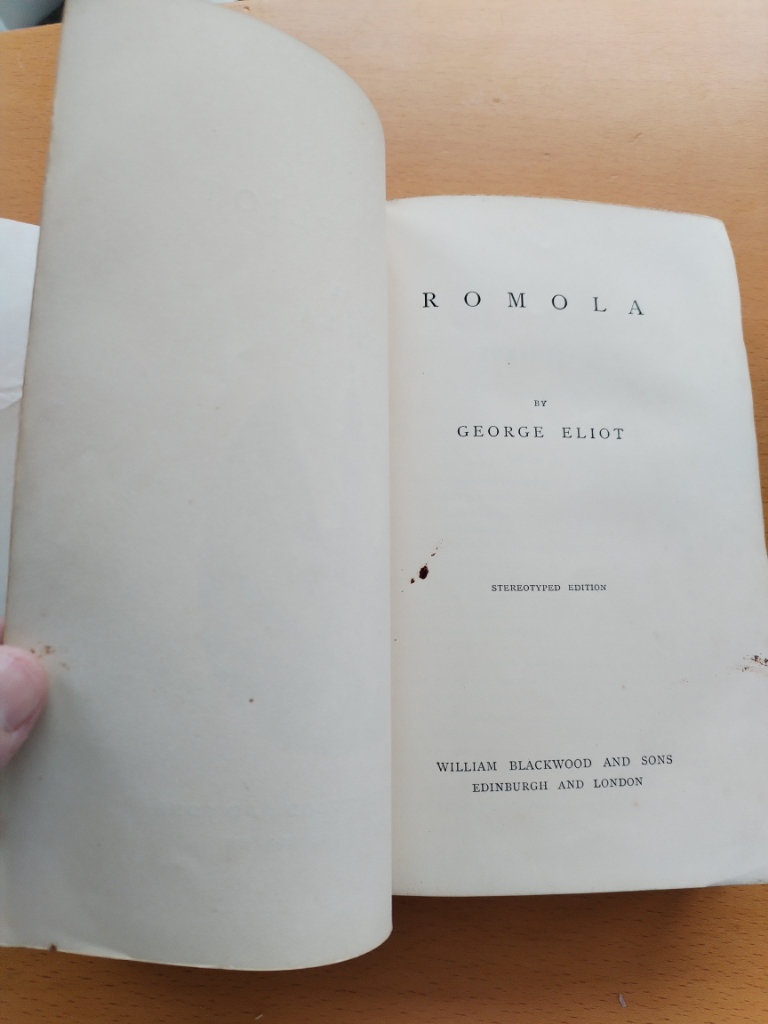 ROMOLA
BY
GEORGE ELIOT
STEREOTYPED EDITION
WILLIAM BLACKWOOD AND SONS
EDINBURGH AND LONDON